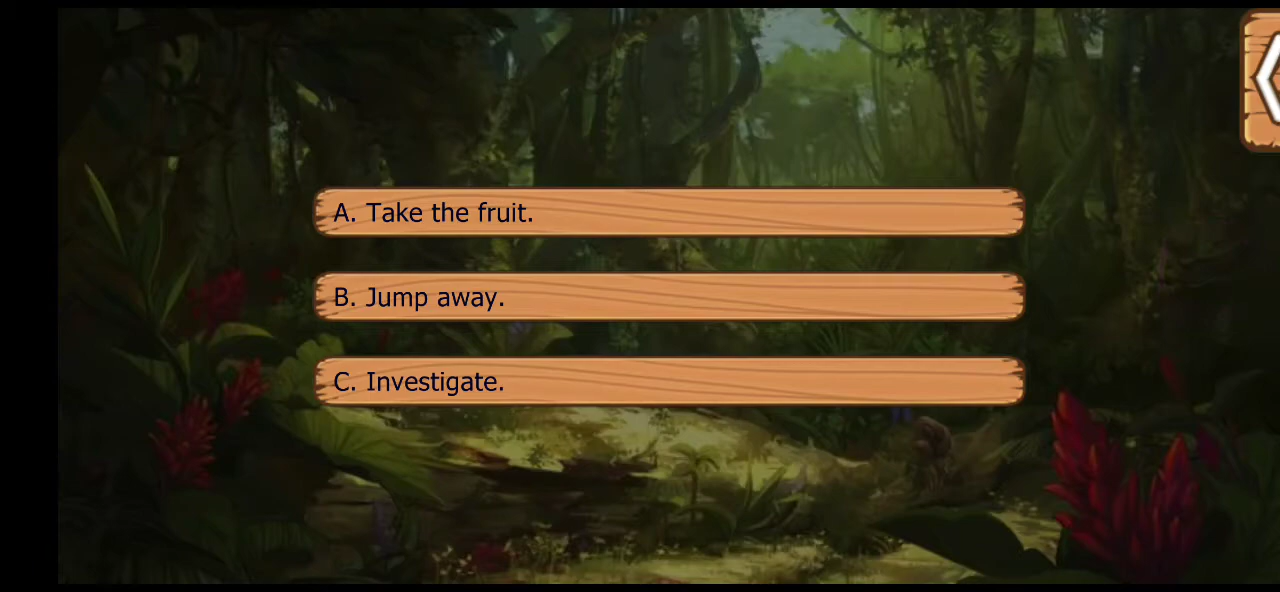 A. Take the fruit.
B. Jump away.
C. Investigate.